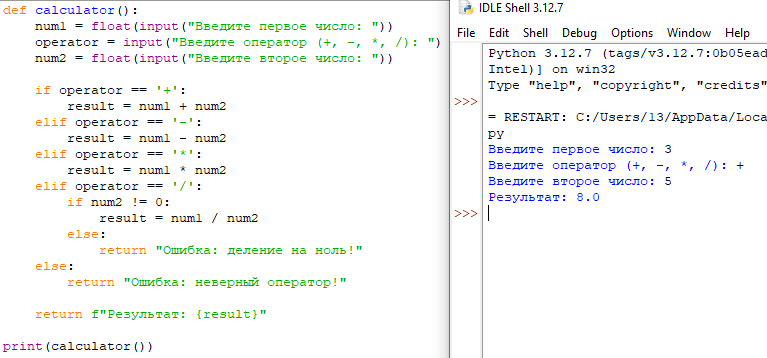 def calculator():
    num1 = float(input("Введите первое число: "))
    operator = input("Введите оператор (+, -, *, /): ")
    num2 = float(input("Введите второе число: "))
    if operator == '+':
        result = num1 + num2
    elif operator == '-':
        result = num1 - num2
    elif operator == '*':
        result = num1 * num2
    elif operator == '/':
        if num2 != 0:
            result = num1 / num2
        else:
            return "Ошибка: деление на ноль!"
    else:
        return "Ошибка: неверный оператор!"
    return f"Результат: {result}"
print(calculator())
IDLE Shell 3.12.7
File Edit Shell Debug Options Window Help
Python 3.12.7 (tags/v3.12.7:0b05ead
Intel)] on win32
Type "help", "copyright", "credits"
>>>
= RESTART: C:/Users/13/AppData/Loca
py
Введите первое число: 3
Введите оператор (+, -, *, /): +
Введите второе число: 5
Результат: 8.0
>>>